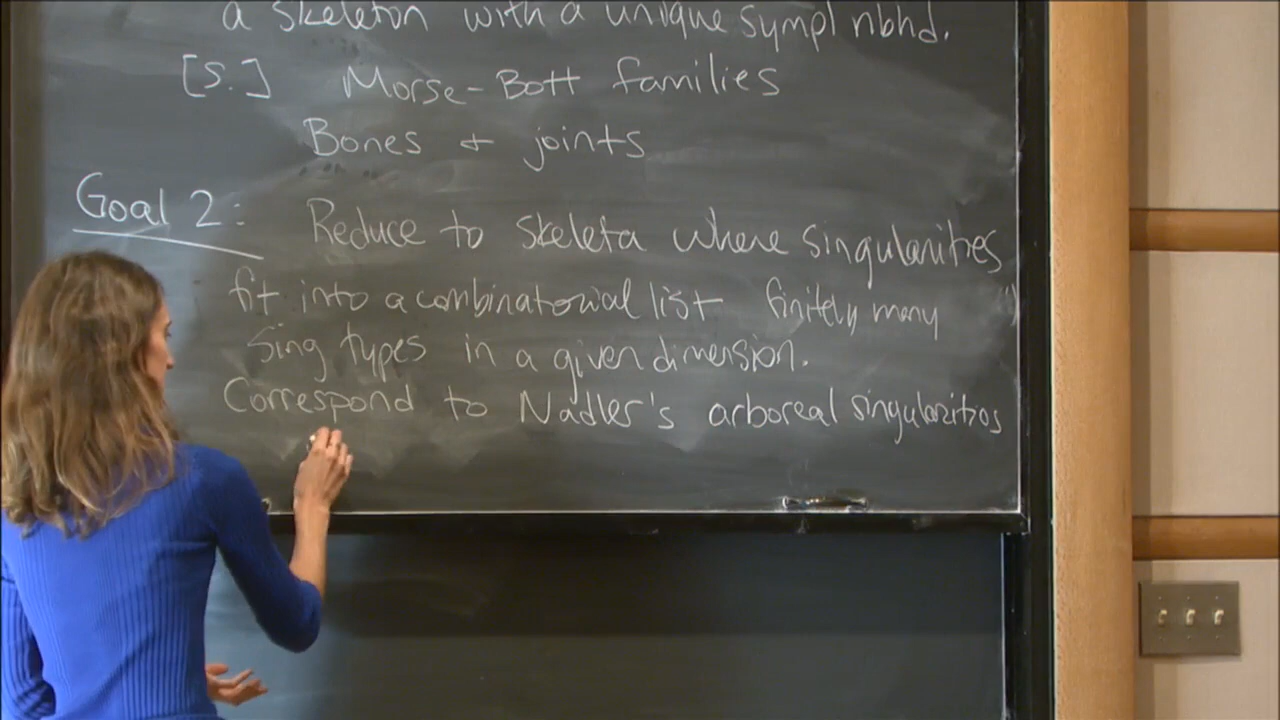 a skeleton with a unique sympl nbhd.
[S.] Morse-Bott families
Bones + joints
Goal 2: Reduce to skeleta where singularities
fit into a combinatorial list finitely many
Sing types in a given dimension.
Correspond to Nadler's arboreal singularities